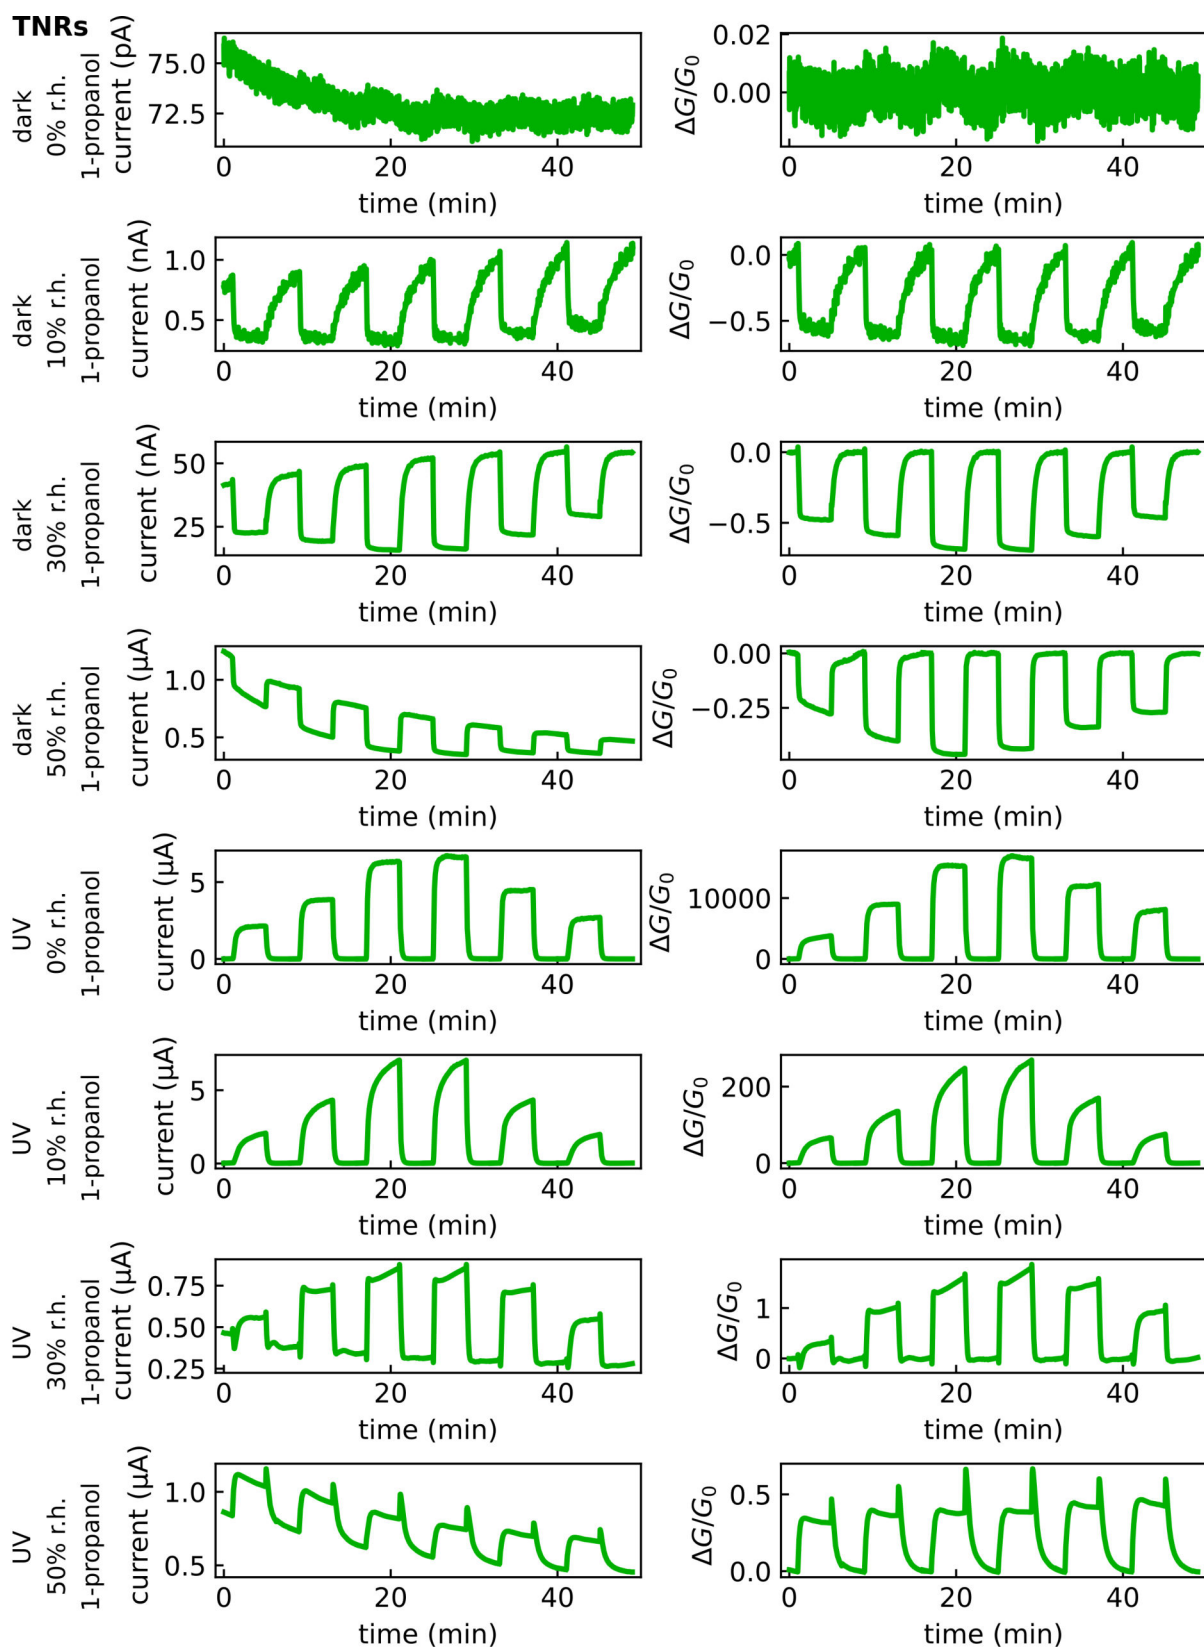 TNRs
dark
0% r.h.
1-propanol
current (pA)
75.0
72.5
0 20 40
time (min)
ΔG/G₀
0.02
0.00
0 20 40
time (min)
dark
10% r.h.
1-propanol
current (nA)
1.0
0.5
0 20 40
time (min)
ΔG/G₀
0.0
−0.5
0 20 40
time (min)
dark
30% r.h.
1-propanol
current (nA)
50
25
0 20 40
time (min)
ΔG/G₀
0.0
−0.5
0 20 40
time (min)
dark
50% r.h.
1-propanol
current (μA)
1.0
0.5
0 20 40
time (min)
ΔG/G₀
0.00
−0.25
0 20 40
time (min)
UV
0% r.h.
1-propanol
current (μA)
5
0
0 20 40
time (min)
ΔG/G₀
10000
0
0 20 40
time (min)
UV
10% r.h.
1-propanol
current (μA)
5
0
0 20 40
time (min)
ΔG/G₀
200
0
0 20 40
time (min)
UV
30% r.h.
1-propanol
current (μA)
0.75
0.50
0.25
0 20 40
time (min)
ΔG/G₀
1
0
0 20 40
time (min)
UV
50% r.h.
1-propanol
current (μA)
1.0
0.5
0 20 40
time (min)
ΔG/G₀
0.5
0.0
0 20 40
time (min)